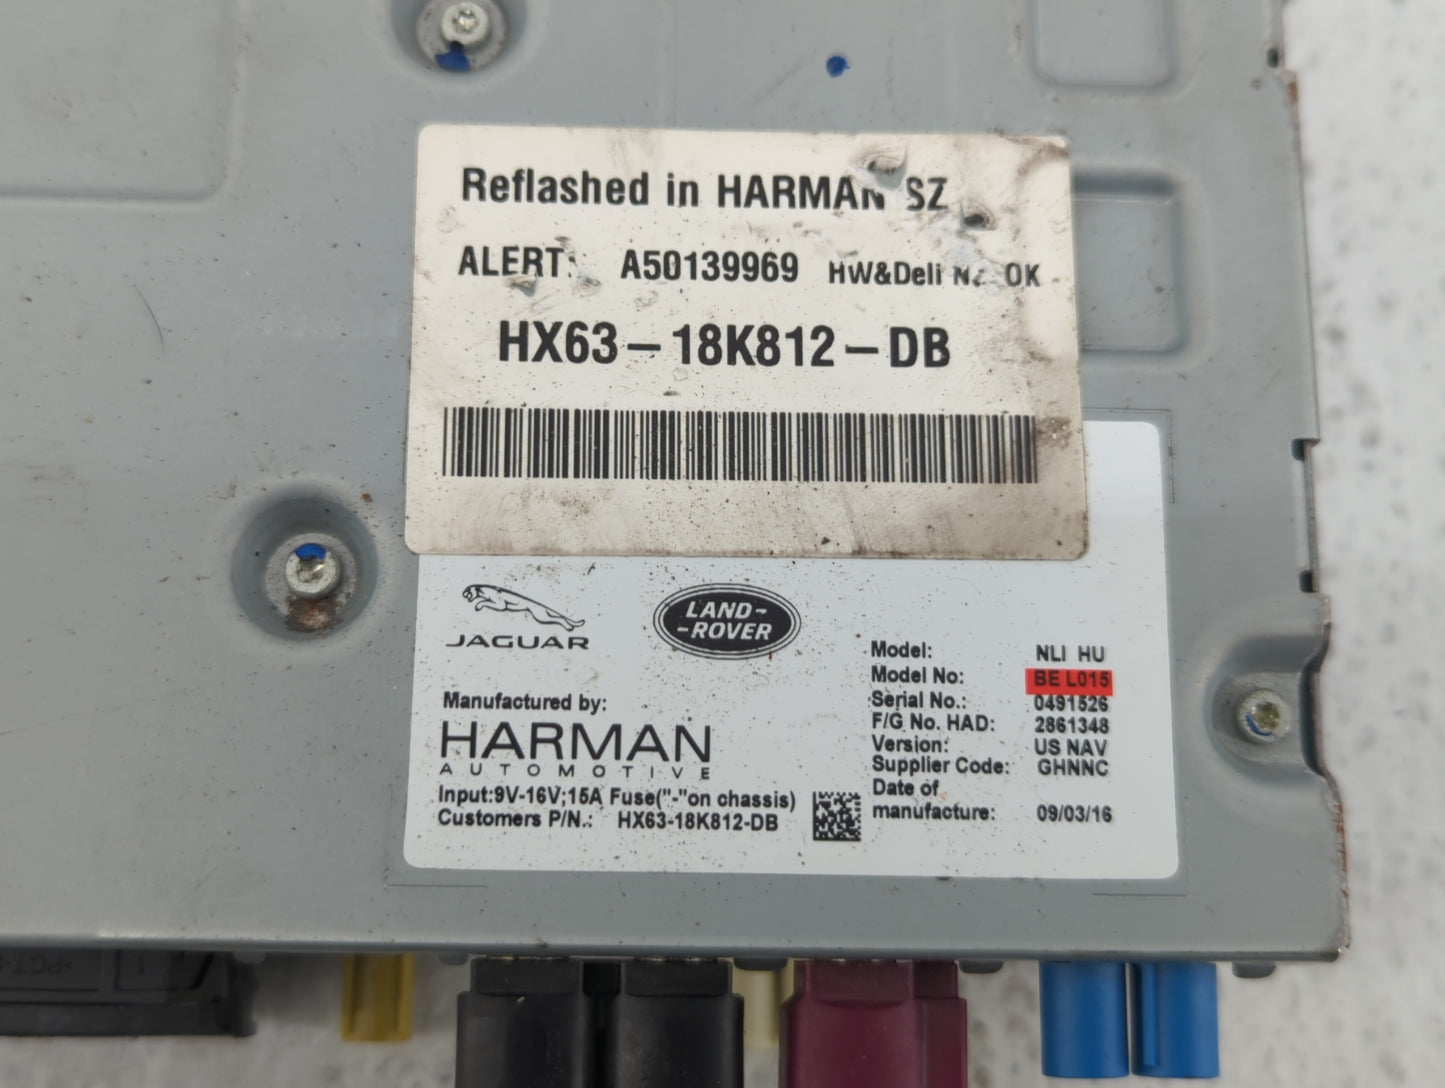 Reflashed in HARMAN SZ
ALERT: A50139969 HW&Deli OK
HX63-18K812-DB
JAGUAR
LAND-
-ROVER
Manufactured by:
HARMAN
AUTOMOTIVE
Input:9V-16V;15A Fuse("-"on chassis)
Customers P/N.: HX63-18K812-DB
Model: NLI HU
Model No: BE L015
Serial No.: 0491526
F/G No. HAD: 2861348
Version: US NAV
Supplier Code: GHNNC
Date of
manufacture: 09/03/16